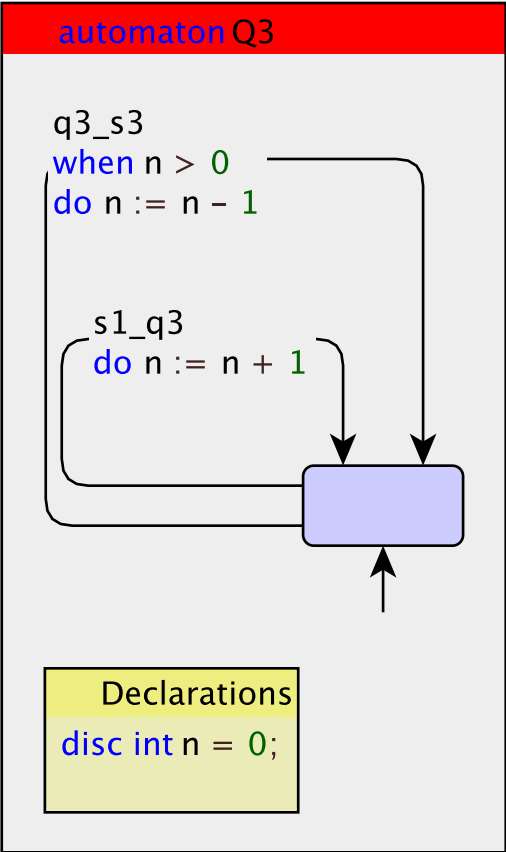 automaton Q3
q3_s3
when n > 0
do n := n - 1
s1_q3
do n := n + 1
Declarations
disc int n = 0;